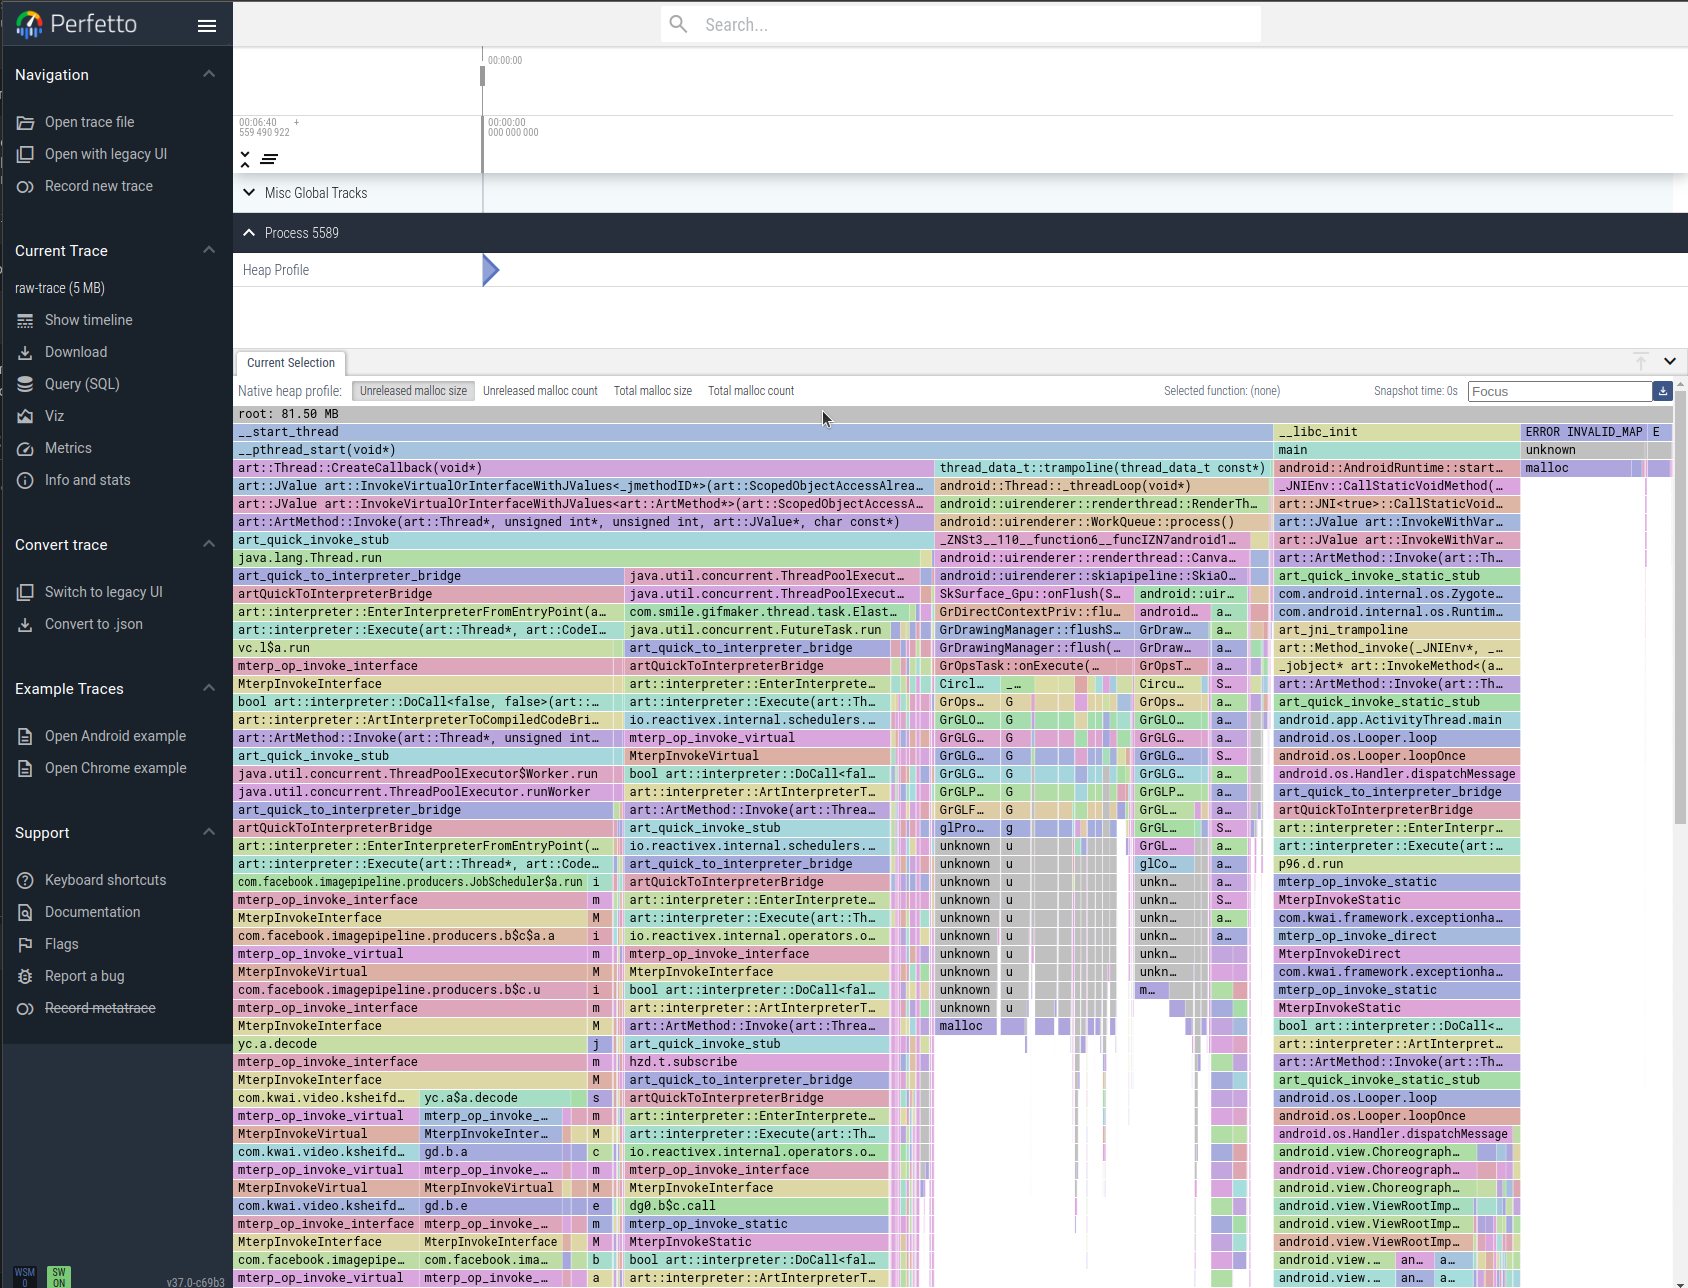 Perfetto
Search...
Navigation
Open trace file
Open with legacy UI
Record new trace
Current Trace
raw-trace (5 MB)
Show timeline
Download
Query (SQL)
Viz
Metrics
Info and stats
Convert trace
Switch to legacy UI
Convert to .json
Example Traces
Open Android example
Open Chrome example
Support
Keyboard shortcuts
Documentation
Flags
Report a bug
Record metatrace
WSM
0
SW
ON
v37.0-c69b3
00:00:00
00:06:40 +
559 490 922
00:00:00
000 000 000
Misc Global Tracks
Process 5589
Heap Profile
Current Selection
Native heap profile: Unreleased malloc size Unreleased malloc count Total malloc size Total malloc count Selected function: (none) Snapshot time: 0s Focus
root: 81.50 MB
__start_thread __libc_init ERROR INVALID_MAP E
__pthread_start(void*) main unknown
art::Thread::CreateCallback(void*) thread_data_t::trampoline(thread_data_t const*) android::AndroidRuntime::start… malloc
art::JValue art::InvokeVirtualOrInterfaceWithJValues<_jmethodID*>(art::ScopedObjectAccessAlrea… android::Thread::_threadLoop(void*) _JNIEnv::CallStaticVoidMethod(…
art::JValue art::InvokeVirtualOrInterfaceWithJValues<art::ArtMethod*>(art::ScopedObjectAccessA… android::uirenderer::renderthread::RenderTh… art::JNI<true>::CallStaticVoid…
art::ArtMethod::Invoke(art::Thread*, unsigned int*, unsigned int, art::JValue*, char const*) android::uirenderer::WorkQueue::process() art::JValue art::InvokeWithVar…
art_quick_invoke_stub _ZNSt3__110__function6__funcIZN7android1… art::JValue art::InvokeWithVar…
java.lang.Thread.run android::uirenderer::renderthread::Canva… art::ArtMethod::Invoke(art::Th…
art_quick_to_interpreter_bridge java.util.concurrent.ThreadPoolExecut… android::uirenderer::skiapipeline::SkiaO… art_quick_invoke_static_stub
artQuickToInterpreterBridge java.util.concurrent.ThreadPoolExecut… SkSurface_Gpu::onFlush(S… android::uir… com.android.internal.os.Zygote…
art::interpreter::EnterInterpreterFromEntryPoint(a… com.smile.gifmaker.thread.task.Elast… GrDirectContextPriv::flu… android… a… com.android.internal.os.Runtim…
art::interpreter::Execute(art::Thread*, art::CodeI… java.util.concurrent.FutureTask.run GrDrawingManager::flushS… GrDraw… a… art_jni_trampoline
vc.l$a.run art_quick_to_interpreter_bridge GrDrawingManager::flush(… GrDraw… a… art::Method_invoke(_JNIEnv*, _…
mterp_op_invoke_interface artQuickToInterpreterBridge GrOpsTask::onExecute(… GrOpsT… a… _jobject* art::InvokeMethod<(a…
MterpInvokeInterface art::interpreter::EnterInterprete… Circl… _… Circu… S… art::ArtMethod::Invoke(art::Th…
bool art::interpreter::DoCall<false, false>(art::… art::interpreter::Execute(art::Th… GrOps… G GrOps… a… art_quick_invoke_static_stub
art::interpreter::ArtInterpreterToCompiledCodeBri… io.reactivex.internal.schedulers.… GrGLO… G GrGLO… a… android.app.ActivityThread.main
art::ArtMethod::Invoke(art::Thread*, unsigned int… mterp_op_invoke_virtual GrGLG… G GrGLG… a… android.os.Looper.loop
art_quick_invoke_stub MterpInvokeVirtual GrGLG… G GrGLG… S… android.os.Looper.loopOnce
java.util.concurrent.ThreadPoolExecutor$Worker.run bool art::interpreter::DoCall<fal… GrGLG… G GrGLG… a… android.os.Handler.dispatchMessage
java.util.concurrent.ThreadPoolExecutor.runWorker art::interpreter::ArtInterpreterT… GrGLP… G GrGLP… a… art_quick_to_interpreter_bridge
art_quick_to_interpreter_bridge art::ArtMethod::Invoke(art::Threa… GrGLF… G GrGL… a… artQuickToInterpreterBridge
artQuickToInterpreterBridge art_quick_invoke_stub glPro… g GrGL… S… art::interpreter::EnterInterpr…
art::interpreter::EnterInterpreterFromEntryPoint(… io.reactivex.internal.schedulers.… unknown u GrGL… a… art::interpreter::Execute(art:…
art::interpreter::Execute(art::Thread*, art::Code… art_quick_to_interpreter_bridge unknown u glCo… a… p96.d.run
com.facebook.imagepipeline.producers.JobScheduler$a.run i artQuickToInterpreterBridge unknown u unkn… a… mterp_op_invoke_static
mterp_op_invoke_interface m art::interpreter::EnterInterprete… unknown u unkn… S… MterpInvokeStatic
MterpInvokeInterface M art::interpreter::Execute(art::Th… unknown u unkn… a… com.kwai.framework.exceptionha…
com.facebook.imagepipeline.producers.b$c$a.a i io.reactivex.internal.operators.o… unknown u unkn… a… mterp_op_invoke_direct
mterp_op_invoke_virtual m mterp_op_invoke_interface unknown u unkn… MterpInvokeDirect
MterpInvokeVirtual M MterpInvokeInterface unknown u unkn… com.kwai.framework.exceptionha…
com.facebook.imagepipeline.producers.b$c.u i bool art::interpreter::DoCall<fal… unknown u m… mterp_op_invoke_static
mterp_op_invoke_interface m art::interpreter::ArtInterpreterT… unknown u MterpInvokeStatic
MterpInvokeInterface M art::ArtMethod::Invoke(art::Threa… malloc bool art::interpreter::DoCall<…
yc.a.decode j art_quick_invoke_stub art::interpreter::ArtInterpret…
mterp_op_invoke_interface m hzd.t.subscribe art::ArtMethod::Invoke(art::Th…
MterpInvokeInterface M art_quick_to_interpreter_bridge art_quick_invoke_static_stub
com.kwai.video.ksheifd… yc.a$a.decode s artQuickToInterpreterBridge android.os.Looper.loop
mterp_op_invoke_virtual mterp_op_invoke_… m art::interpreter::EnterInterprete… android.os.Looper.loopOnce
MterpInvokeVirtual MterpInvokeInter… M art::interpreter::Execute(art::Th… android.os.Handler.dispatchMessage
com.kwai.video.ksheifd… gd.b.a c io.reactivex.internal.operators.o… android.view.Choreograph…
mterp_op_invoke_virtual mterp_op_invoke_… m mterp_op_invoke_interface android.view.Choreograph…
MterpInvokeVirtual MterpInvokeVirtual M MterpInvokeInterface android.view.Choreograph…
com.kwai.video.ksheifd… gd.b.e e dg0.b$c.call android.view.ViewRootImp…
mterp_op_invoke_interface mterp_op_invoke_… m mterp_op_invoke_static android.view.ViewRootImp…
MterpInvokeInterface MterpInvokeInterface M MterpInvokeStatic android.view.ViewRootImp…
com.facebook.imagepipe… com.facebook.ima… b bool art::interpreter::DoCall<fal… android.view.… an… a…
mterp_op_invoke_virtual mterp_op_invoke_… a art::interpreter::ArtInterpreterT… android.view.… an… a…